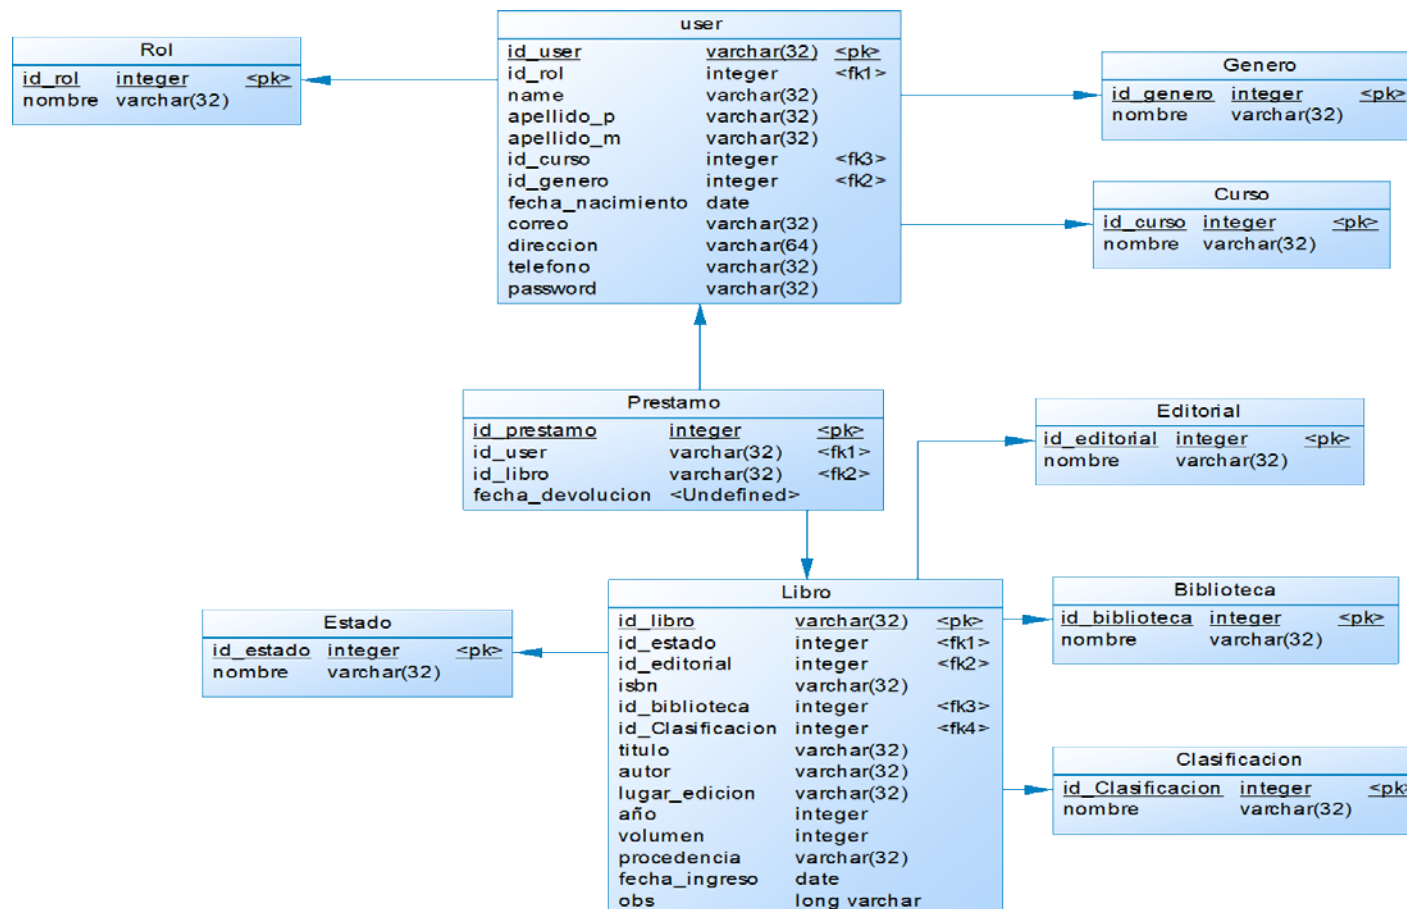 Rol
id_rol integer <pk>
nombre varchar(32)
user
id_user varchar(32) <pk>
id_rol integer <fk1>
name varchar(32)
apellido_p varchar(32)
apellido_m varchar(32)
id_curso integer <fk3>
id_genero integer <fk2>
fecha_nacimiento date
correo varchar(32)
direccion varchar(64)
telefono varchar(32)
password varchar(32)
Genero
id_genero integer <pk>
nombre varchar(32)
Curso
id_curso integer <pk>
nombre varchar(32)
Prestamo
id_prestamo integer <pk>
id_user varchar(32) <fk1>
id_libro varchar(32) <fk2>
fecha_devolucion <Undefined>
Editorial
id_editorial integer <pk>
nombre varchar(32)
Estado
id_estado integer <pk>
nombre varchar(32)
Libro
id_libro varchar(32) <pk>
id_estado integer <fk1>
id_editorial integer <fk2>
isbn varchar(32)
id_biblioteca integer <fk3>
id_Clasificacion integer <fk4>
titulo varchar(32)
autor varchar(32)
lugar_edicion varchar(32)
año integer
volumen integer
procedencia varchar(32)
fecha_ingreso date
obs long varchar
Biblioteca
id_biblioteca integer <pk>
nombre varchar(32)
Clasificacion
id_Clasificacion integer <pk>
nombre varchar(32)